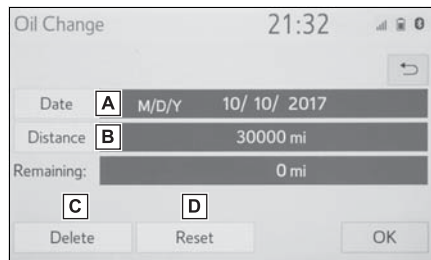 Oil Change 21:32
Date A M/D/Y 10/ 10/ 2017
Distance B 30000 mi
Remaining: 0 mi
C D
Delete Reset OK